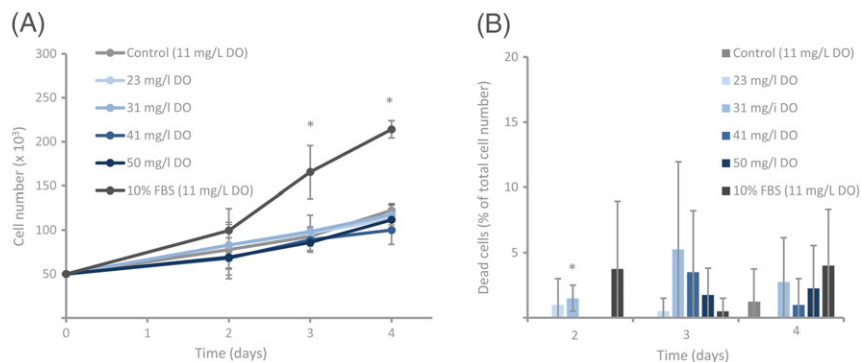 (A)
300
250
200
150
100
50
0
1
2
3
4
Cell number (x 10³)
Time (days)
Control (11 mg/L DO)
23 mg/l DO
31 mg/l DO
41 mg/l DO
50 mg/l DO
10% FBS (11 mg/L DO)
*
*
(B)
20
15
10
5
0
2
3
4
Dead cells (% of total cell number)
Time (days)
Control (11 mg/L DO)
23 mg/l DO
31 mg/l DO
41 mg/l DO
50 mg/l DO
10% FBS (11 mg/L DO)
*